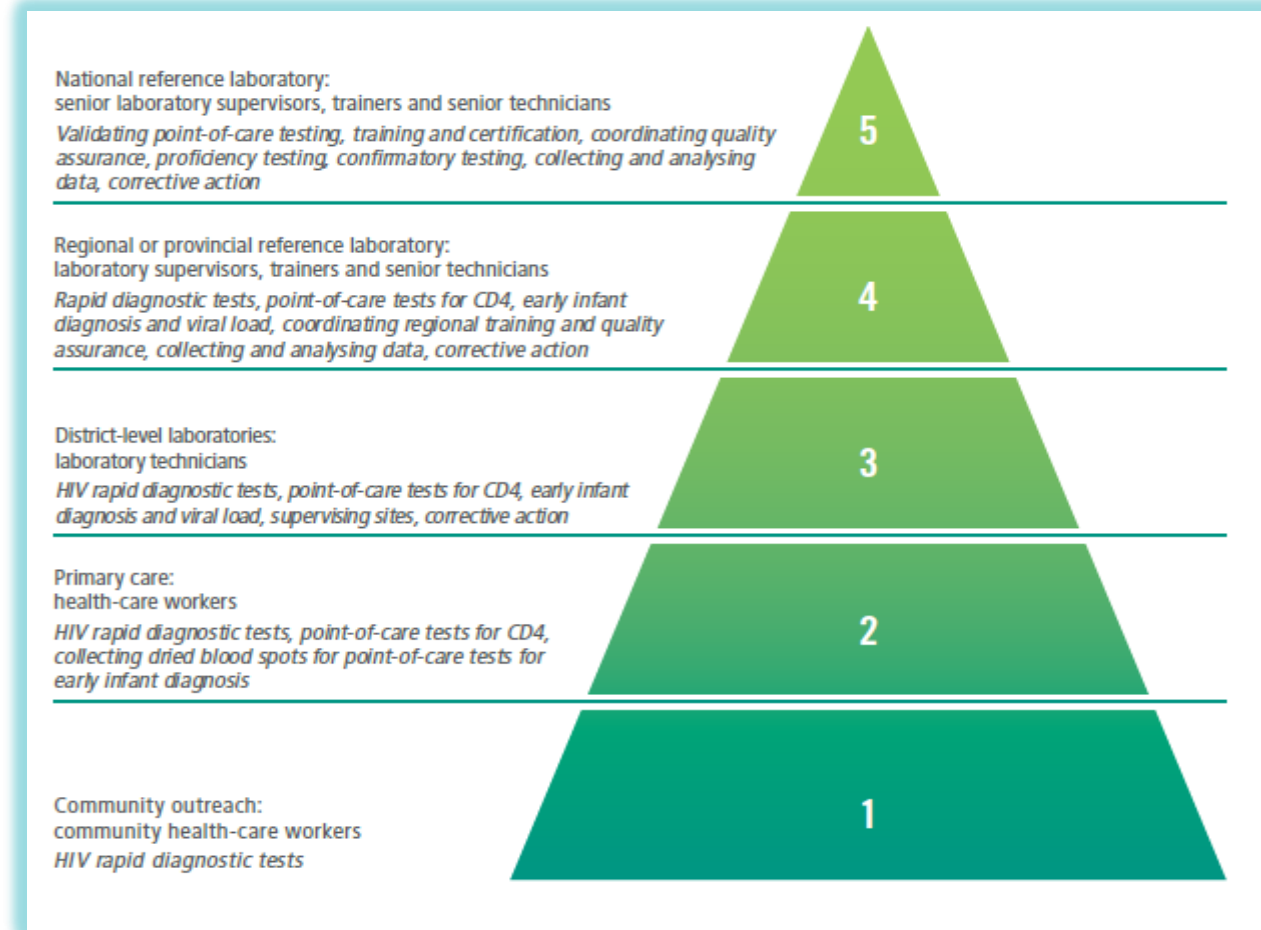 National reference laboratory:
senior laboratory supervisors, trainers and senior technicians
Validating point-of-care testing, training and certification, coordinating quality
assurance, proficiency testing, confirmatory testing, collecting and analysing
data, corrective action
5
Regional or provincial reference laboratory:
laboratory supervisors, trainers and senior technicians
Rapid diagnostic tests, point-of-care tests for CD4, early infant
diagnosis and viral load, coordinating regional training and quality
assurance, collecting and analysing data, corrective action
4
District-level laboratories:
laboratory technicians
HIV rapid diagnostic tests, point-of-care tests for CD4, early infant
diagnosis and viral load, supervising sites, corrective action
3
Primary care:
health-care workers
HIV rapid diagnostic tests, point-of-care tests for CD4,
collecting dried blood spots for point-of-care tests for
early infant diagnosis
2
Community outreach:
community health-care workers
HIV rapid diagnostic tests
1